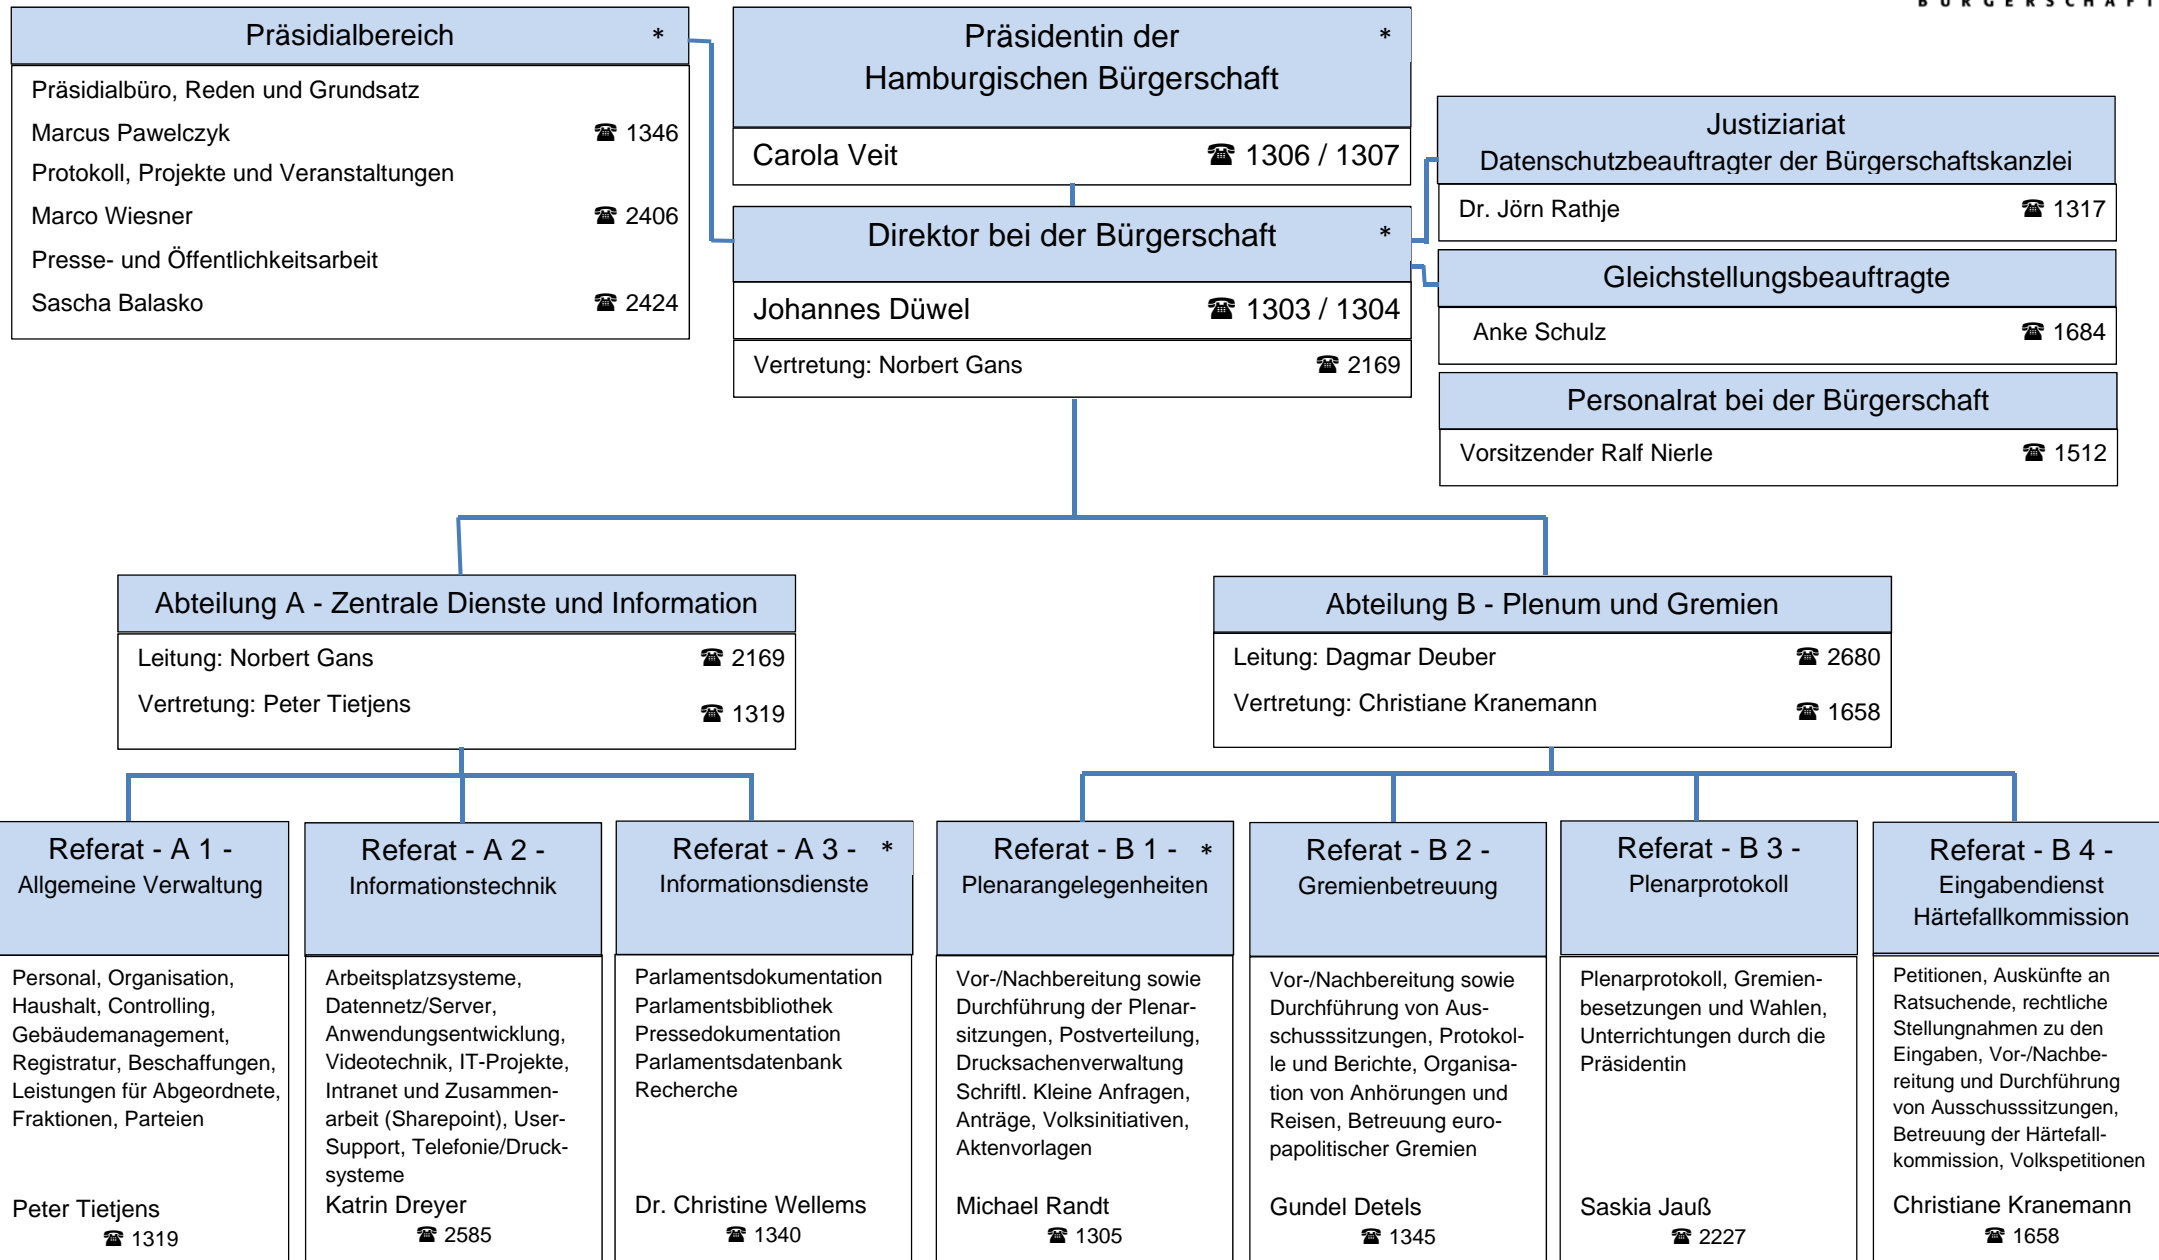 BÜRGERSCHAFT
Präsidialbereich *
Präsidialbüro, Reden und Grundsatz
Marcus Pawelczyk ☎ 1346
Protokoll, Projekte und Veranstaltungen
Marco Wiesner ☎ 2406
Presse- und Öffentlichkeitsarbeit
Sascha Balasko ☎ 2424
Präsidentin der *
Hamburgischen Bürgerschaft
Carola Veit ☎ 1306 / 1307
Direktor bei der Bürgerschaft *
Johannes Düwel ☎ 1303 / 1304
Vertretung: Norbert Gans ☎ 2169
Justiziariat
Datenschutzbeauftragter der Bürgerschaftskanzlei
Dr. Jörn Rathje ☎ 1317
Gleichstellungsbeauftragte
Anke Schulz ☎ 1684
Personalrat bei der Bürgerschaft
Vorsitzender Ralf Nierle ☎ 1512
Abteilung A - Zentrale Dienste und Information
Leitung: Norbert Gans ☎ 2169
Vertretung: Peter Tietjens ☎ 1319
Abteilung B - Plenum und Gremien
Leitung: Dagmar Deuber ☎ 2680
Vertretung: Christiane Kranemann ☎ 1658
Referat - A 1 -
Allgemeine Verwaltung
Personal, Organisation,
Haushalt, Controlling,
Gebäudemanagement,
Registratur, Beschaffungen,
Leistungen für Abgeordnete,
Fraktionen, Parteien
Peter Tietjens
☎ 1319
Referat - A 2 -
Informationstechnik
Arbeitsplatzsysteme,
Datennetz/Server,
Anwendungsentwicklung,
Videotechnik, IT-Projekte,
Intranet und Zusammen-
arbeit (Sharepoint), User-
Support, Telefonie/Druck-
systeme
Katrin Dreyer
☎ 2585
Referat - A 3 - *
Informationsdienste
Parlamentsdokumentation
Parlamentsbibliothek
Pressedokumentation
Parlamentsdatenbank
Recherche
Dr. Christine Wellems
☎ 1340
Referat - B 1 - *
Plenarangelegenheiten
Vor-/Nachbereitung sowie
Durchführung der Plenar-
sitzungen, Postverteilung,
Drucksachenverwaltung
Schriftl. Kleine Anfragen,
Anträge, Volksinitiativen,
Aktenvorlagen
Michael Randt
☎ 1305
Referat - B 2 -
Gremienbetreuung
Vor-/Nachbereitung sowie
Durchführung von Aus-
schusssitzungen, Protokol-
le und Berichte, Organisa-
tion von Anhörungen und
Reisen, Betreuung euro-
papolitischer Gremien
Gundel Detels
☎ 1345
Referat - B 3 -
Plenarprotokoll
Plenarprotokoll, Gremien-
besetzungen und Wahlen,
Unterrichtungen durch die
Präsidentin
Saskia Jauß
☎ 2227
Referat - B 4 -
Eingabendienst
Härtefallkommission
Petitionen, Auskünfte an
Ratsuchende, rechtliche
Stellungnahmen zu den
Eingaben, Vor-/Nachbe-
reitung und Durchführung
von Ausschusssitzungen,
Betreuung der Härtefall-
kommission, Volkspetitionen
Christiane Kranemann
☎ 1658